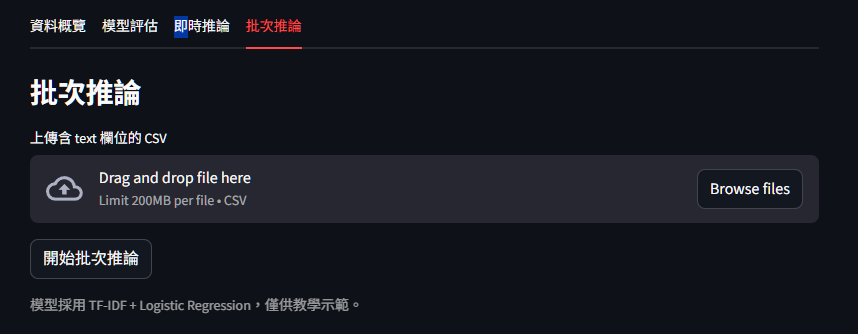 資料概覽 模型評估 即時推論 批次推論
批次推論
上傳含 text 欄位的 CSV
Drag and drop file here
Limit 200MB per file • CSV
Browse files
開始批次推論
模型採用 TF-IDF + Logistic Regression，僅供教學示範。